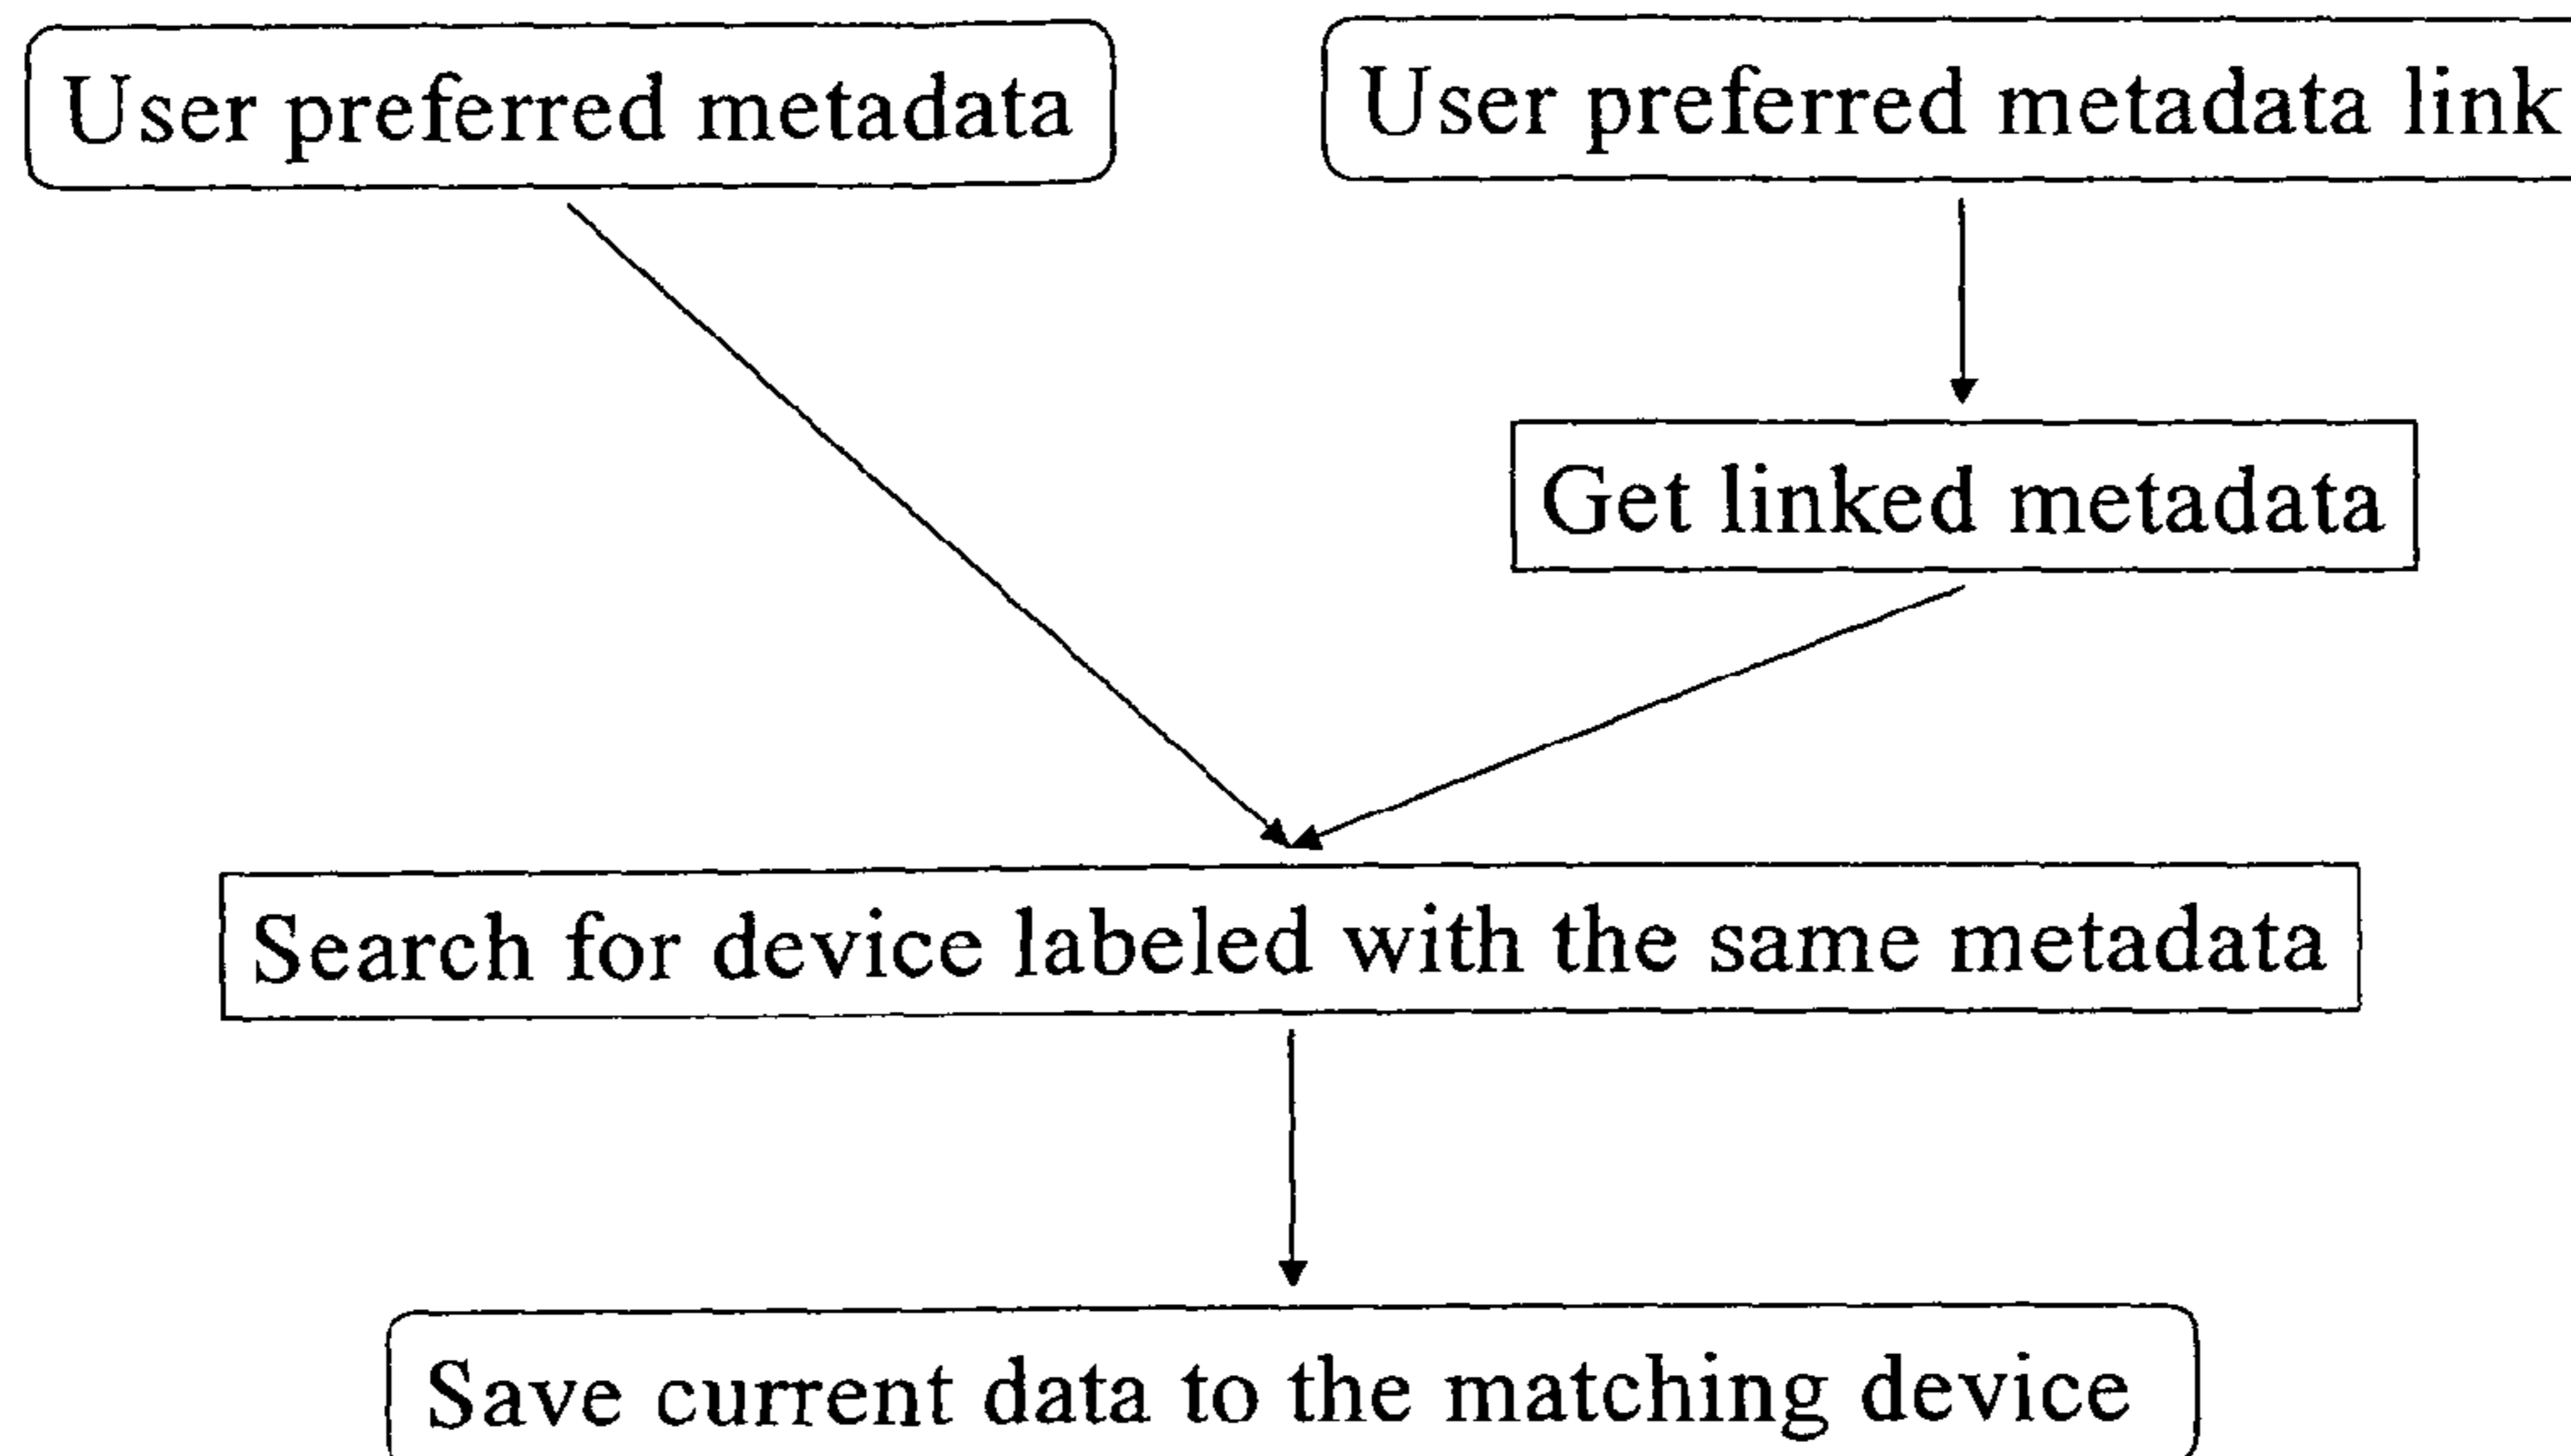 User preferred metadata
User preferred metadata link
Get linked metadata
Search for device labeled with the same metadata
Save current data to the matching device